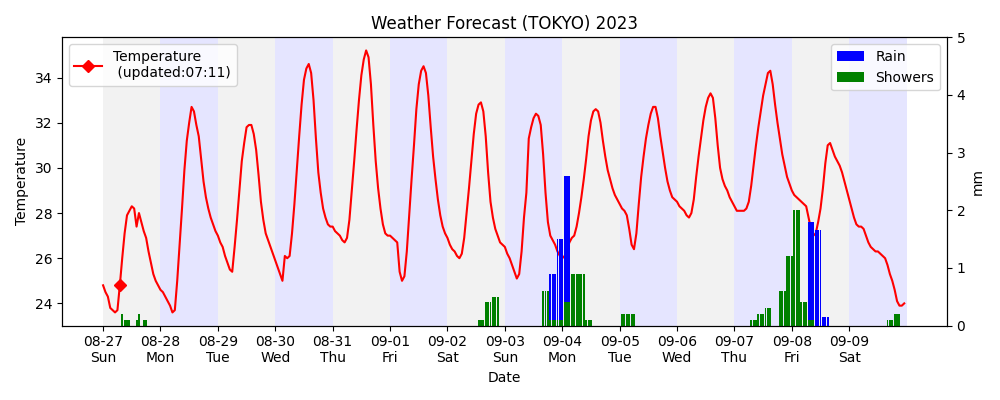 Weather Forecast (TOKYO) 2023
Temperature
(updated:07:11)
Rain
Showers
Temperature
34
32
30
28
26
24
5
4
3
2
1
0
mm
08-27 08-28 08-29 08-30 08-31 09-01 09-02 09-03 09-04 09-05 09-06 09-07 09-08 09-09
Sun Mon Tue Wed Thu Fri Sat Sun Mon Tue Wed Thu Fri Sat
Date